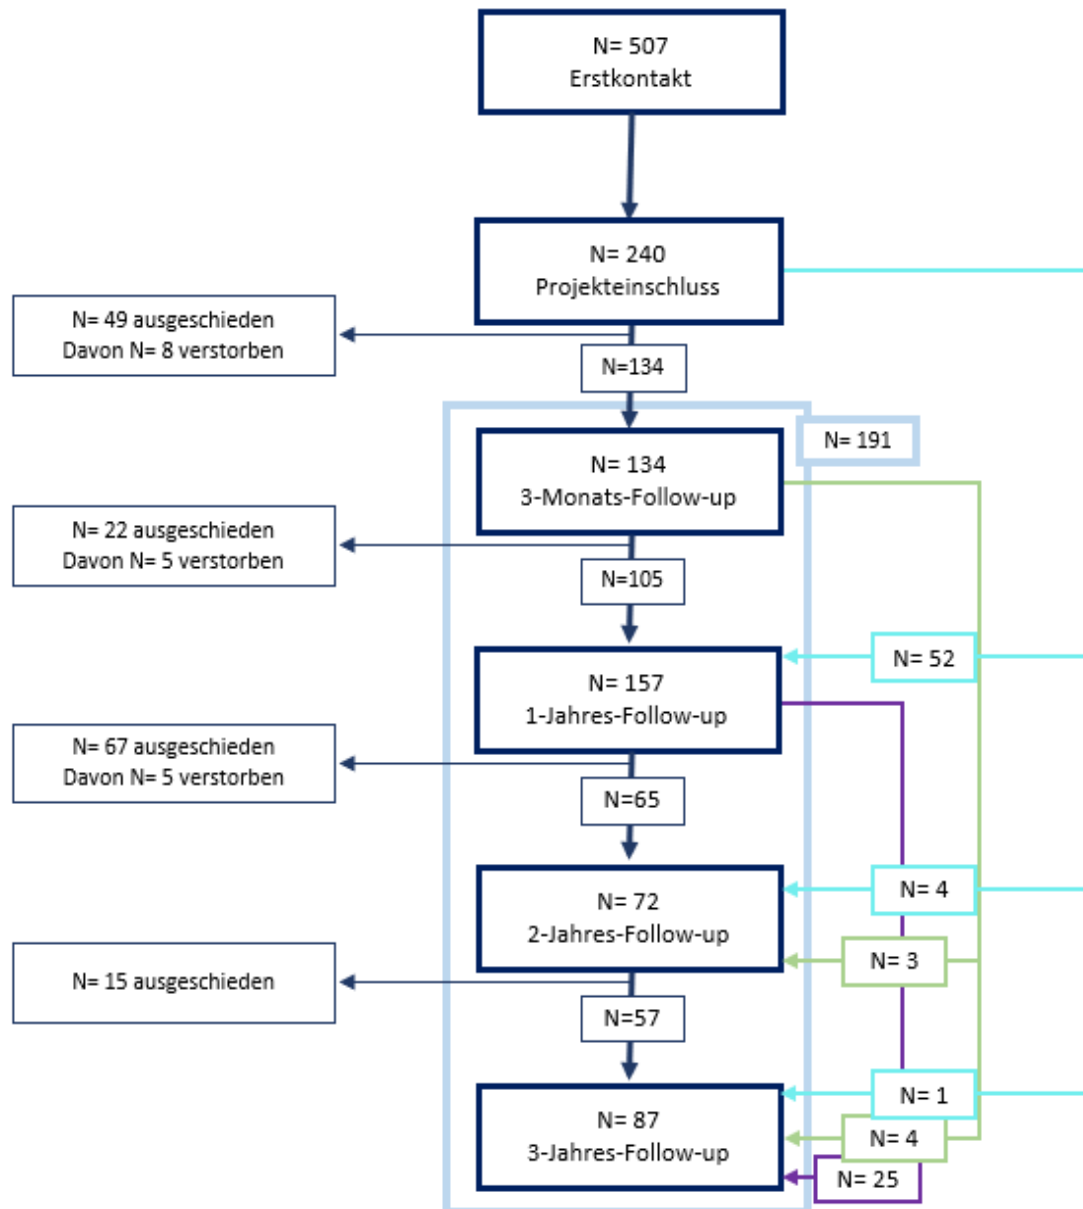 N= 507
Erstkontakt
N= 240
Projekteinschluss
N= 49 ausgeschieden
Davon N= 8 verstorben
N=134
N= 191
N= 134
3-Monats-Follow-up
N= 22 ausgeschieden
Davon N= 5 verstorben
N=105
N= 52
N= 157
1-Jahres-Follow-up
N= 67 ausgeschieden
Davon N= 5 verstorben
N=65
N= 4
N= 72
2-Jahres-Follow-up
N= 3
N= 15 ausgeschieden
N=57
N= 1
N= 87
3-Jahres-Follow-up
N= 4
N= 25